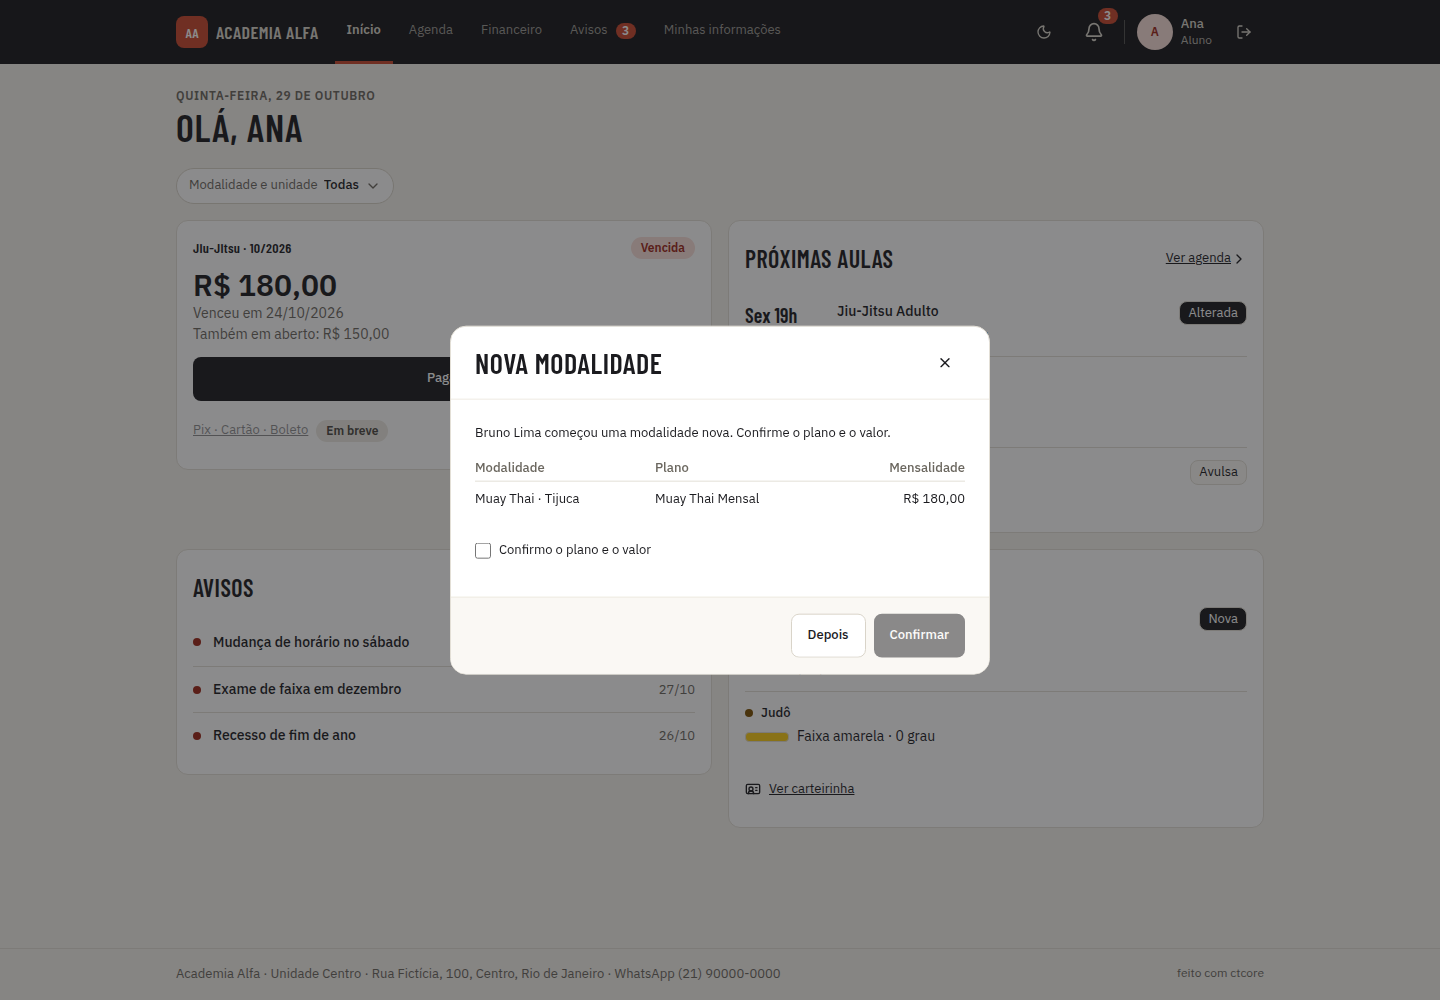 AA ACADEMIA ALFA Início Agenda Financeiro Avisos 3 Minhas informações 3 A Ana
Aluno
QUINTA-FEIRA, 29 DE OUTUBRO
OLÁ, ANA
Modalidade e unidade Todas
Jiu-Jitsu · 10/2026 Vencida
R$ 180,00
Venceu em 24/10/2026
Também em aberto: R$ 150,00
Pag
Pix · Cartão · Boleto Em breve
PRÓXIMAS AULAS Ver agenda
Sex 19h Jiu-Jitsu Adulto Alterada
Avulsa
NOVA MODALIDADE
Bruno Lima começou uma modalidade nova. Confirme o plano e o valor.
Modalidade Plano Mensalidade
Muay Thai · Tijuca Muay Thai Mensal R$ 180,00
Confirmo o plano e o valor
Depois Confirmar
AVISOS
Mudança de horário no sábado
Exame de faixa em dezembro 27/10
Recesso de fim de ano 26/10
Nova
Judô
Faixa amarela · 0 grau
Ver carteirinha
Academia Alfa · Unidade Centro · Rua Fictícia, 100, Centro, Rio de Janeiro · WhatsApp (21) 90000-0000 feito com ctcore